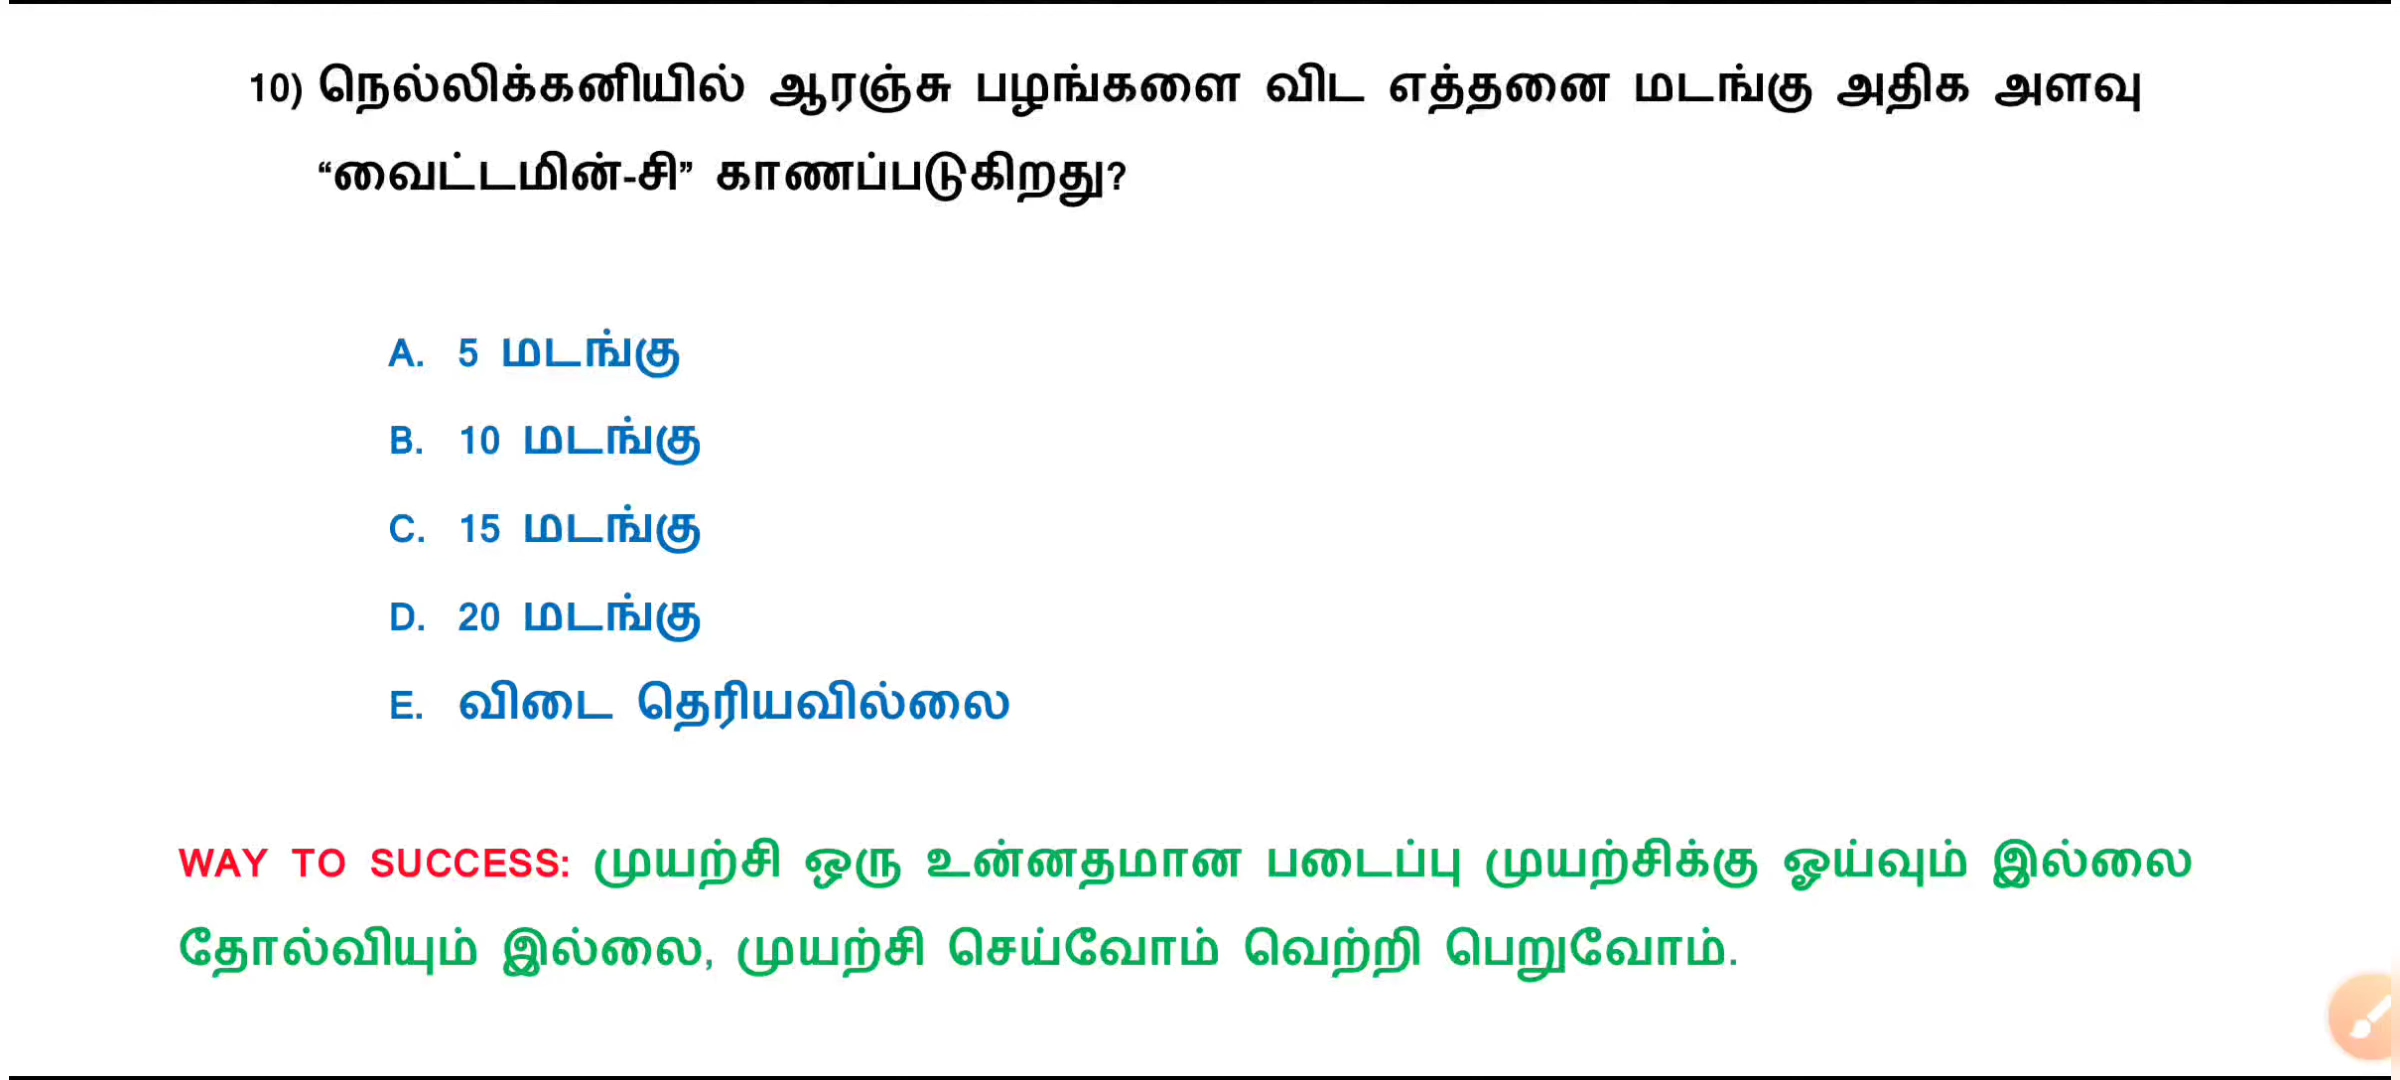 10) நெல்லிக்கனியில் ஆரஞ்சு பழங்களை விட எத்தனை மடங்கு அதிக அளவு
“வைட்டமின்-சி” காணப்படுகிறது?
A. 5 மடங்கு
B. 10 மடங்கு
C. 15 மடங்கு
D. 20 மடங்கு
E. விடை தெரியவில்லை
WAY TO SUCCESS: முயற்சி ஒரு உன்னதமான படைப்பு முயற்சிக்கு ஓய்வும் இல்லை
தோல்வியும் இல்லை, முயற்சி செய்வோம் வெற்றி பெறுவோம்.